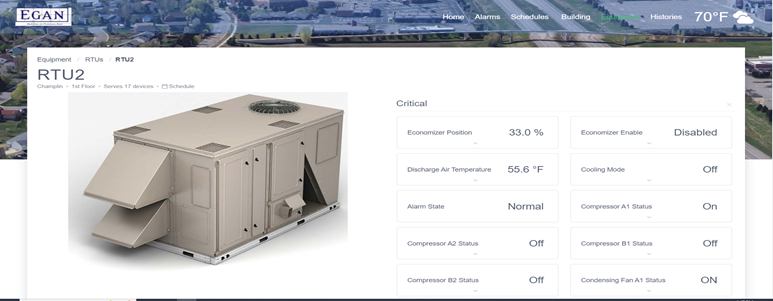 EGAN
Home Alarms Schedules Building Histories 70°F
Equipment / RTUs / RTU2
RTU2
Champlin • 1st Floor • Serves 17 devices • Schedule
Critical
Economizer Position 33.0 %
Economizer Enable Disabled
Discharge Air Temperature 55.6 °F
Cooling Mode Off
Alarm State Normal
Compressor A1 Status On
Compressor A2 Status Off
Compressor B1 Status Off
Compressor B2 Status Off
Condensing Fan A1 Status ON